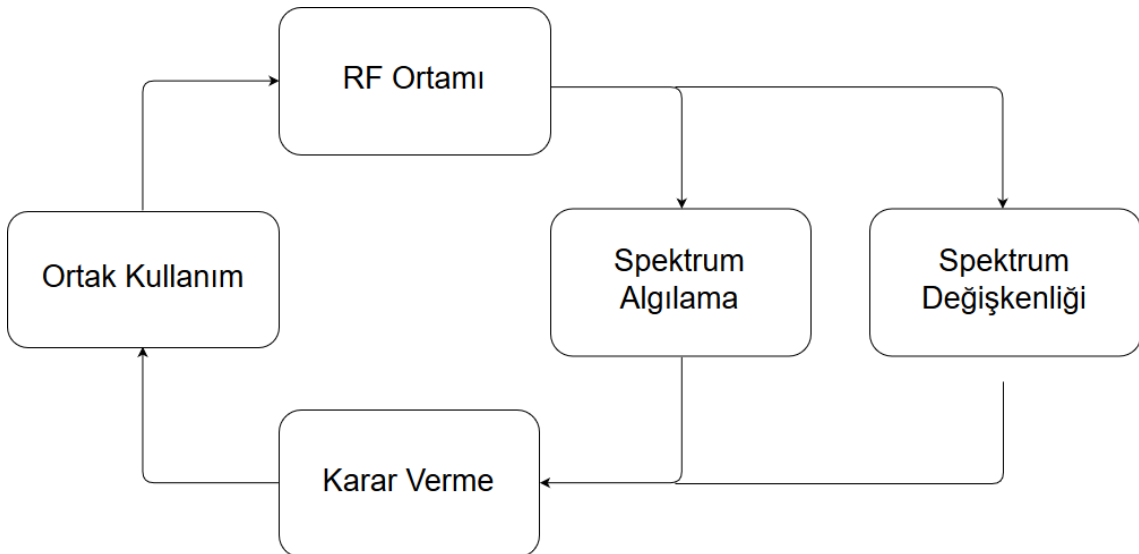 RF Ortamı
Ortak Kullanım
Spektrum
Algılama
Spektrum
Değişkenliği
Karar Verme